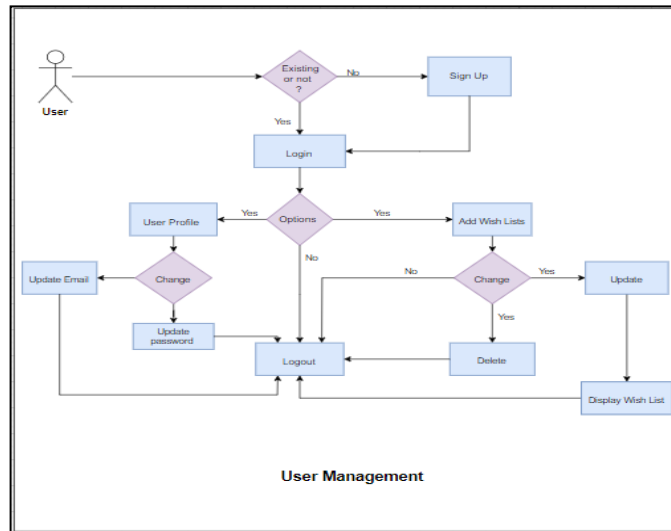 Existing
or not
?
No
Sign Up
User
Yes
Login
User Profile
Yes
Options
Yes
Add Wish Lists
No
Update Email
Change
No
Change
Yes
Update
Yes
Update
password
Logout
Delete
Display Wish List
User Management